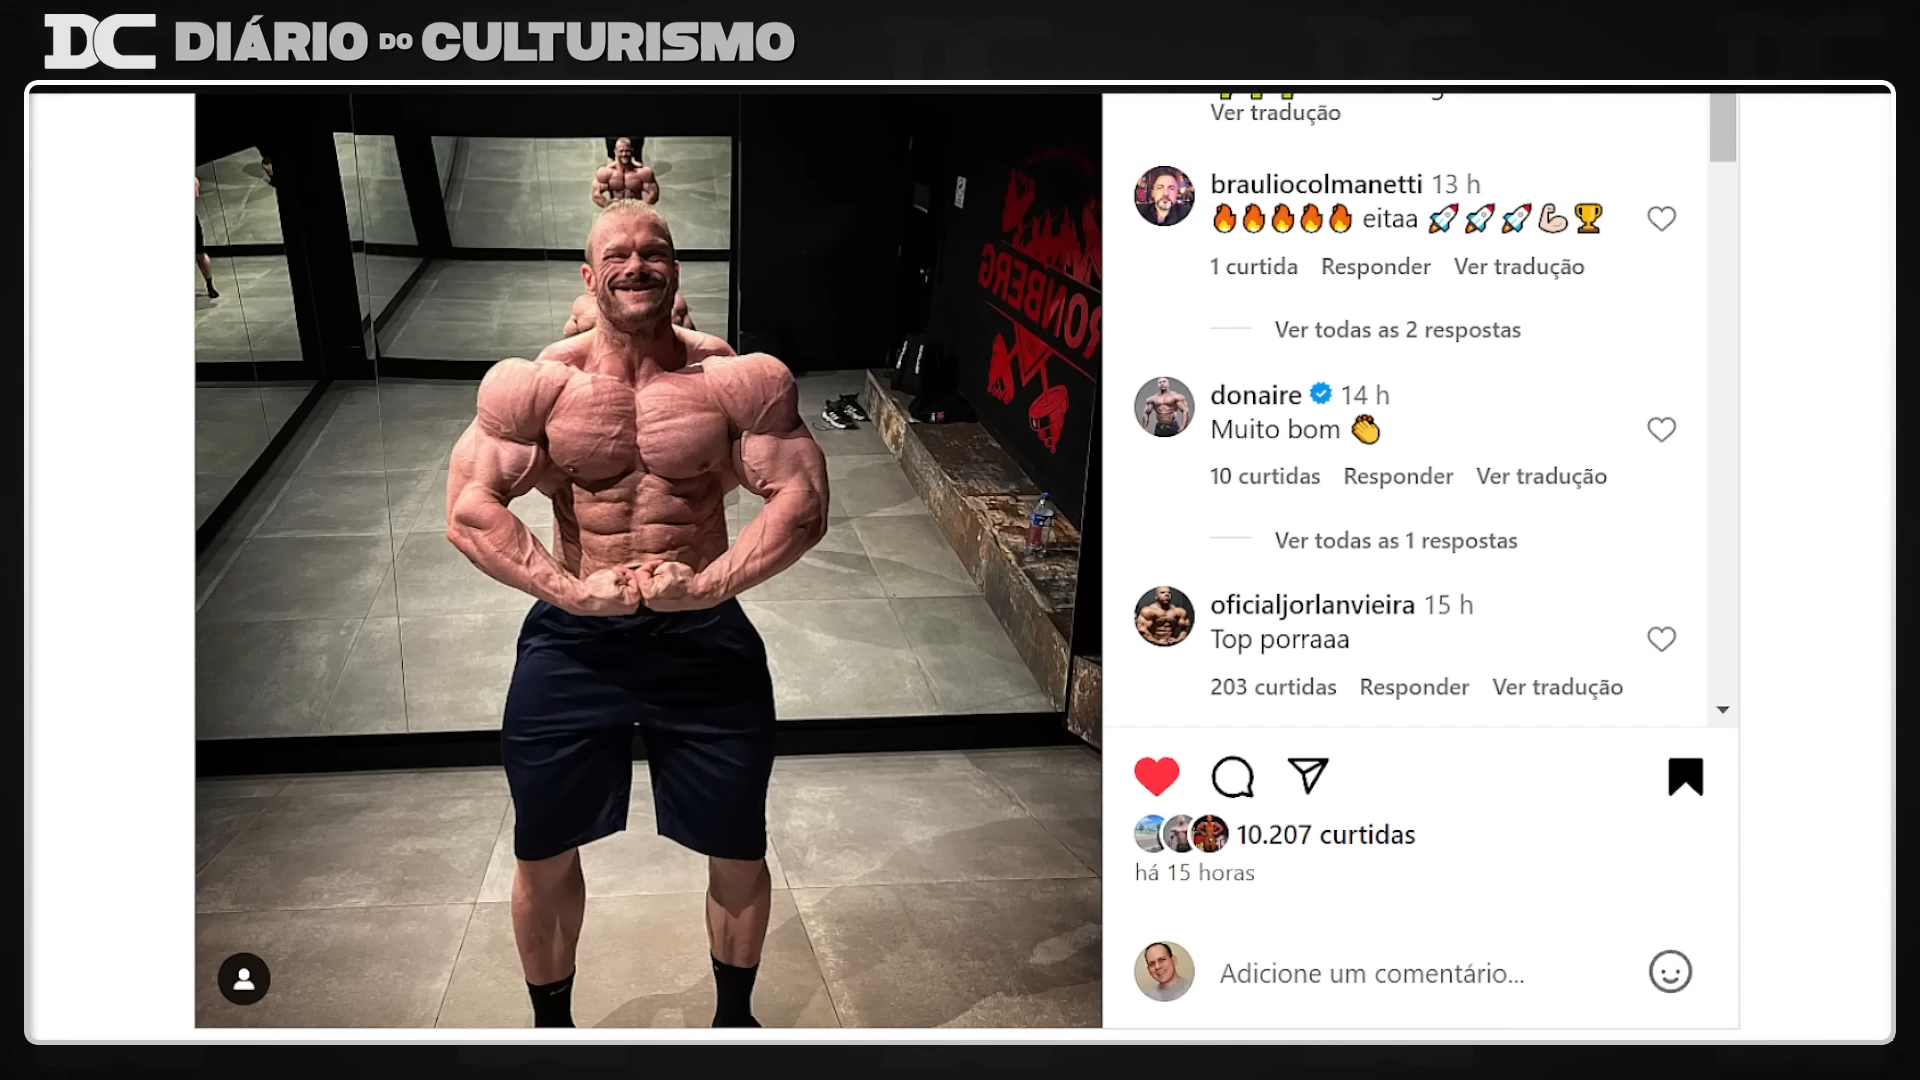 DC DIÁRIO DO CULTURISMO
Ver tradução
brauliocolmanetti 13 h
🔥🔥🔥🔥🔥 eitaa 🚀🚀🚀💪🏻🏆
1 curtida Responder Ver tradução
Ver todas as 2 respostas
donaire 14 h
Muito bom 👏
10 curtidas Responder Ver tradução
Ver todas as 1 respostas
oficialjorlanvieira 15 h
Top porraaa
203 curtidas Responder Ver tradução
10.207 curtidas
há 15 horas
Adicione um comentário...
RONBERG